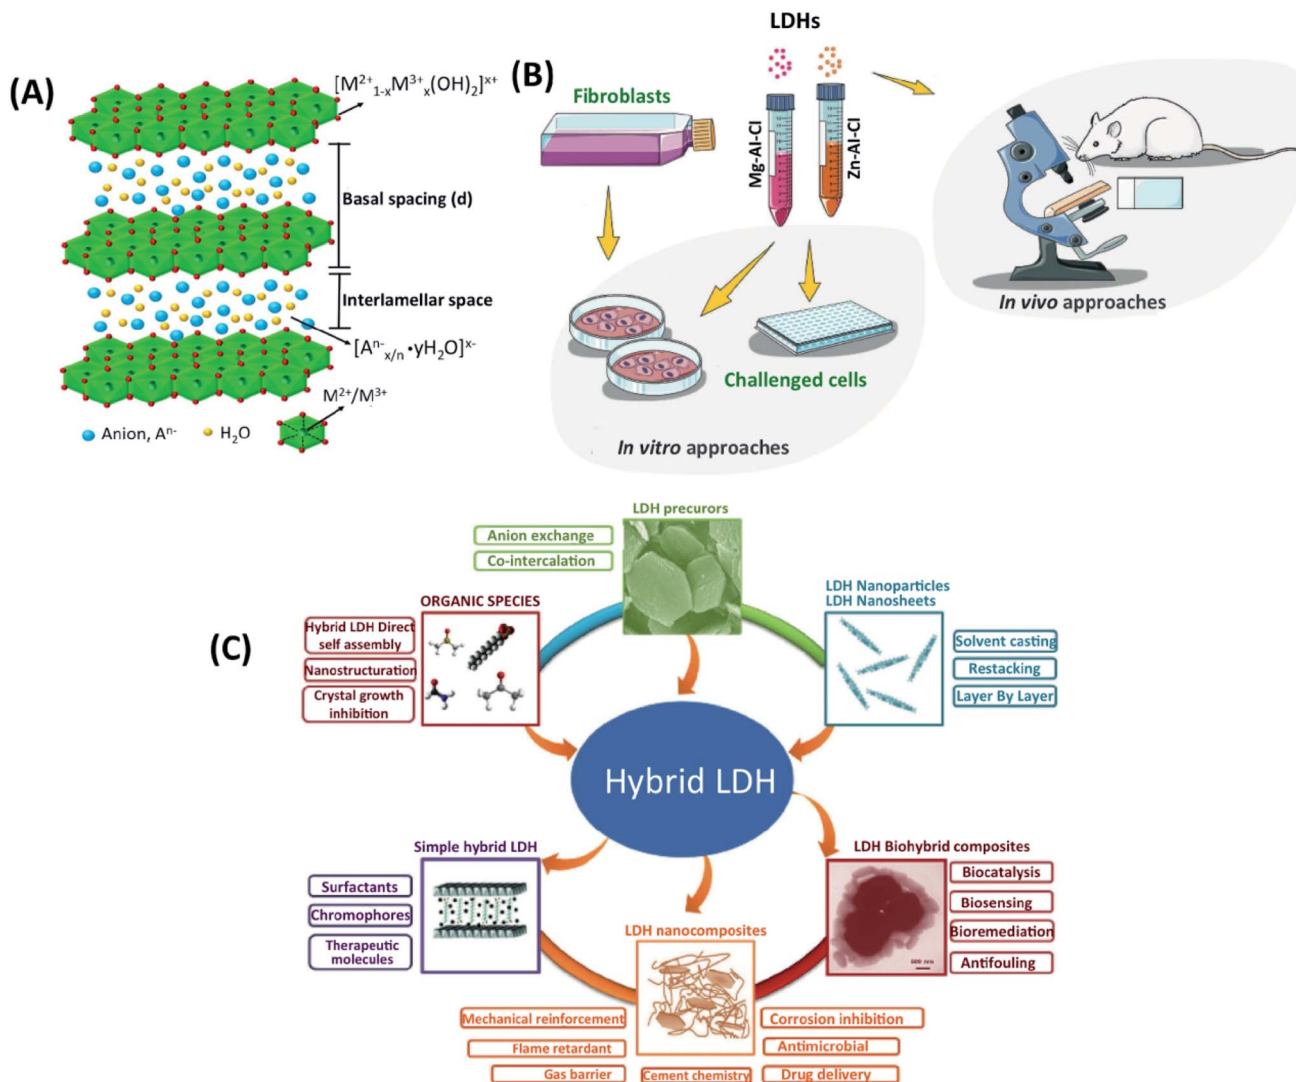 (A)
[M²⁺₁₋ₓM³⁺ₓ(OH)₂]ˣ⁺
Basal spacing (d)
Interlamellar space
[Aⁿ⁻ₓ/ₙ•yH₂O]ˣ⁻
M²⁺/M³⁺
Anion, Aⁿ⁻
H₂O
(B)
LDHs
Fibroblasts
Mg-Al-Cl
Zn-Al-Cl
In vivo approaches
Challenged cells
In vitro approaches
(C)
LDH precurors
Anion exchange
Co-intercalation
ORGANIC SPECIES
Hybrid LDH Direct
self assembly
Nanostructuration
Crystal growth
inhibition
LDH Nanoparticles
LDH Nanosheets
Solvent casting
Restacking
Layer By Layer
Hybrid LDH
Simple hybrid LDH
Surfactants
Chromophores
Therapeutic
molecules
LDH nanocomposites
Mechanical reinforcement
Flame retardant
Gas barrier
Cement chemistry
Corrosion inhibition
Antimicrobial
Drug delivery
LDH Biohybrid composites
Biocatalysis
Biosensing
Bioremediation
Antifouling